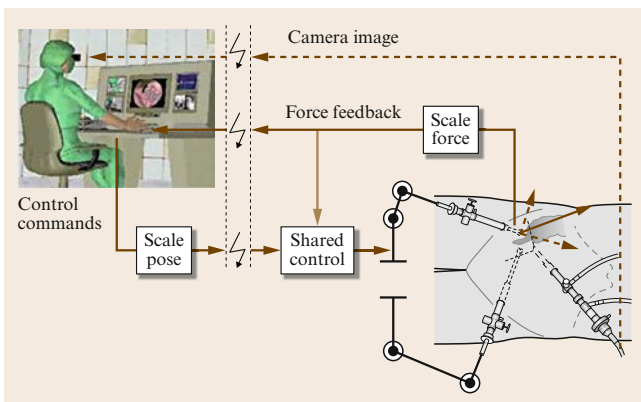 Camera image
Force feedback
Scale
force
Control
commands
Scale
pose
Shared
control